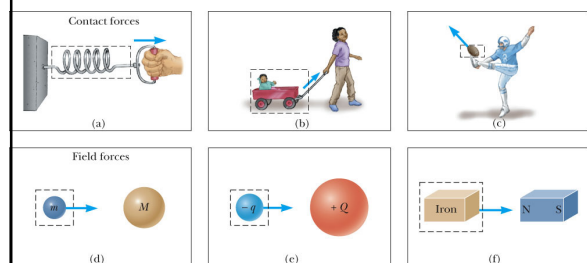 Contact forces
(a)
(b)
(c)
Field forces
m
M
(d)
−q
+Q
(e)
Iron
N S
(f)